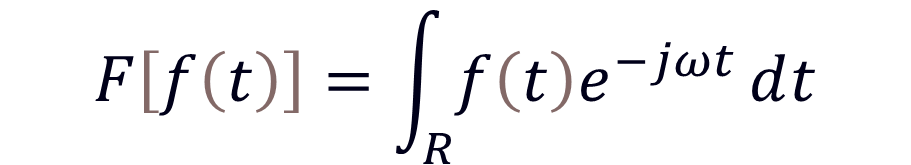 F[f(t)] = ∫_R f(t)e^{-jωt} dt